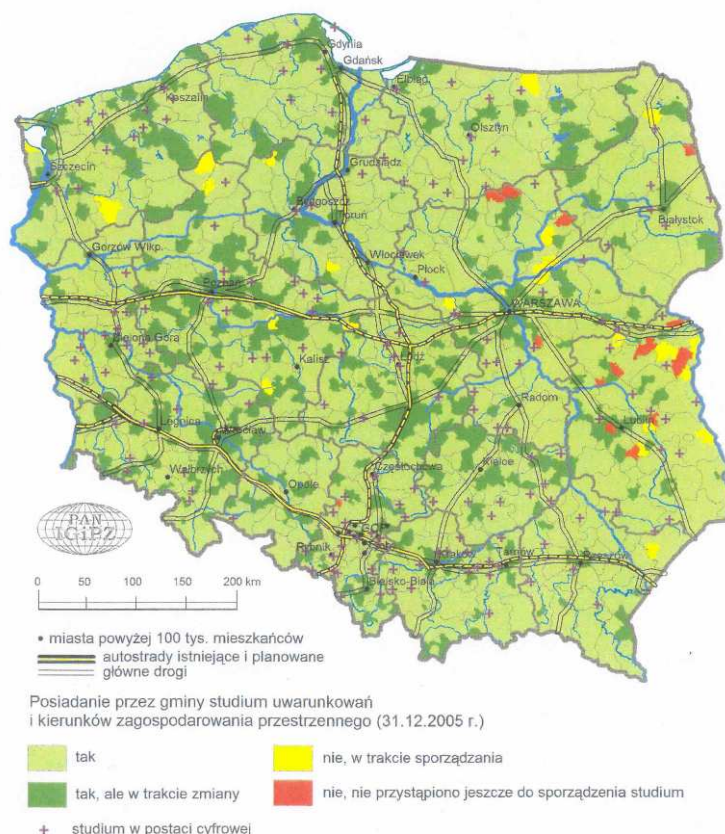 Gdynia
Gdańsk
Koszalin
Elbląg
Olsztyn
Szczecin
Grudziądz
Bydgoszcz
Toruń
Białystok
Gorzów Wlkp.
Włocławek
Płock
Poznań
WARSZAWA
Zielona Góra
Kalisz
Łódź
Radom
Legnica
Wrocław
Lublin
Wałbrzych
Opole
Częstochowa
Kielce
PAN
IGiPZ
Rybnik
Bielsko-Biała
Kraków
Tarnów
Rzeszów
0 50 100 150 200 km
miasta powyżej 100 tys. mieszkańców
autostrady istniejące i planowane
główne drogi
Posiadanie przez gminy studium uwarunkowań
i kierunków zagospodarowania przestrzennego (31.12.2005 r.)
tak
nie, w trakcie sporządzania
tak, ale w trakcie zmiany
nie, nie przystąpiono jeszcze do sporządzenia studium
studium w postaci cyfrowej